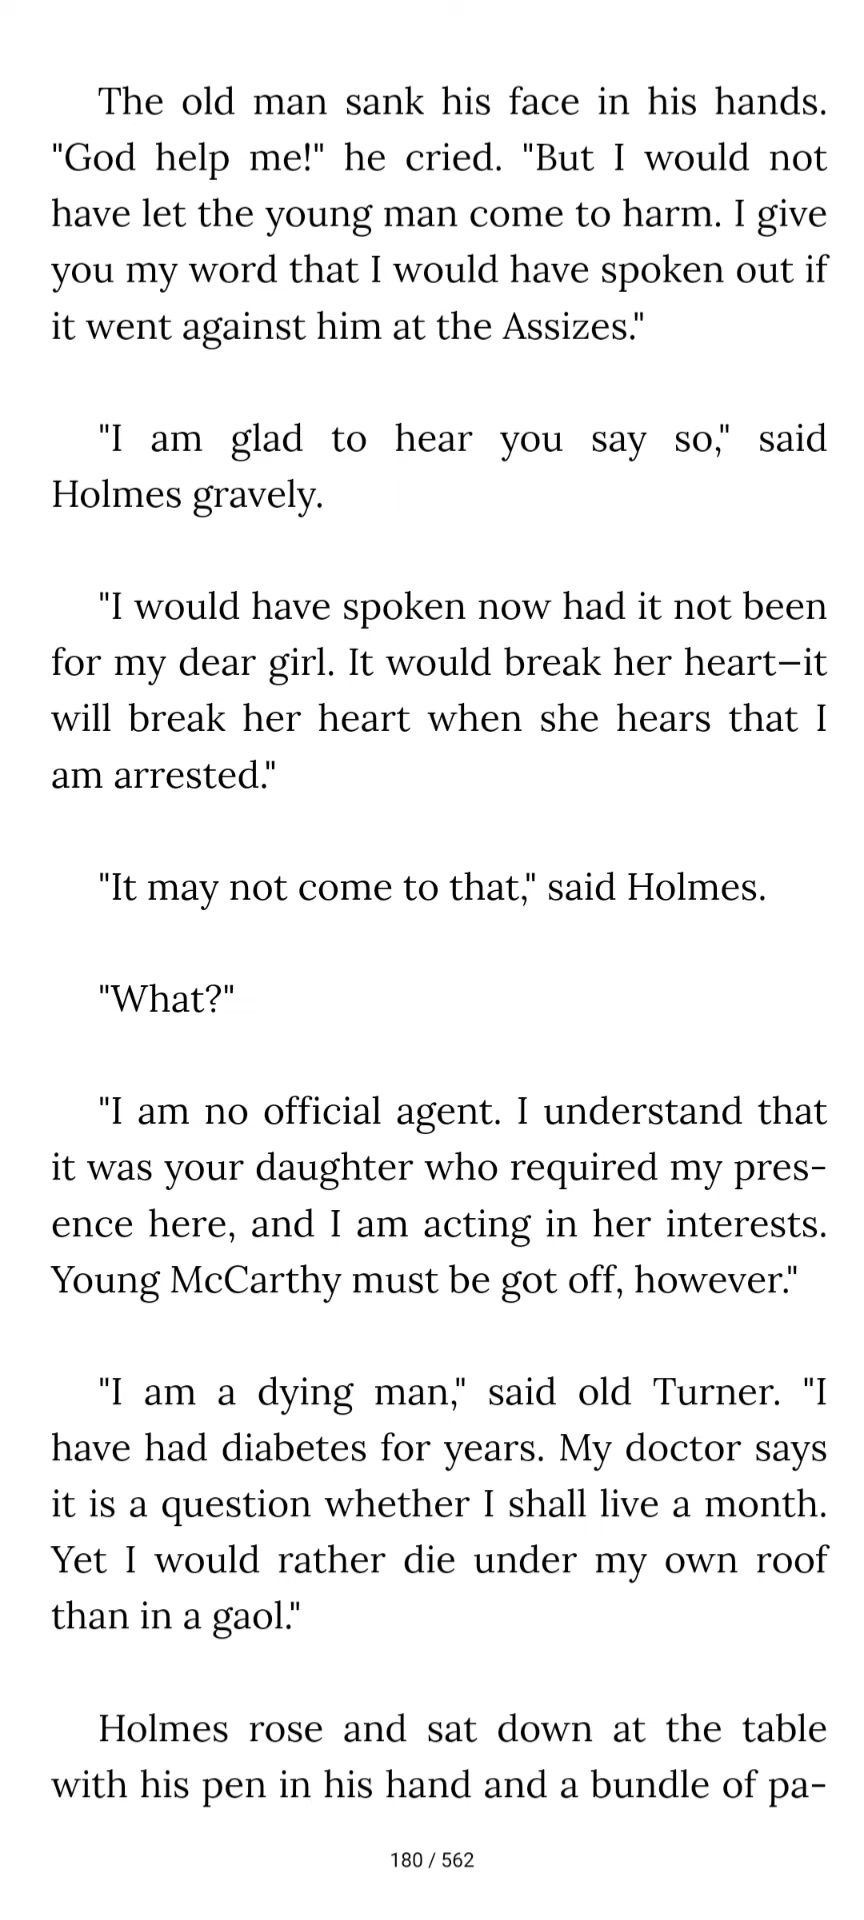 The old man sank his face in his hands.
"God help me!" he cried. "But I would not
have let the young man come to harm. I give
you my word that I would have spoken out if
it went against him at the Assizes."
"I am glad to hear you say so," said
Holmes gravely.
"I would have spoken now had it not been
for my dear girl. It would break her heart—it
will break her heart when she hears that I
am arrested."
"It may not come to that," said Holmes.
"What?"
"I am no official agent. I understand that
it was your daughter who required my pres-
ence here, and I am acting in her interests.
Young McCarthy must be got off, however."
"I am a dying man," said old Turner. "I
have had diabetes for years. My doctor says
it is a question whether I shall live a month.
Yet I would rather die under my own roof
than in a gaol."
Holmes rose and sat down at the table
with his pen in his hand and a bundle of pa-
180 / 562